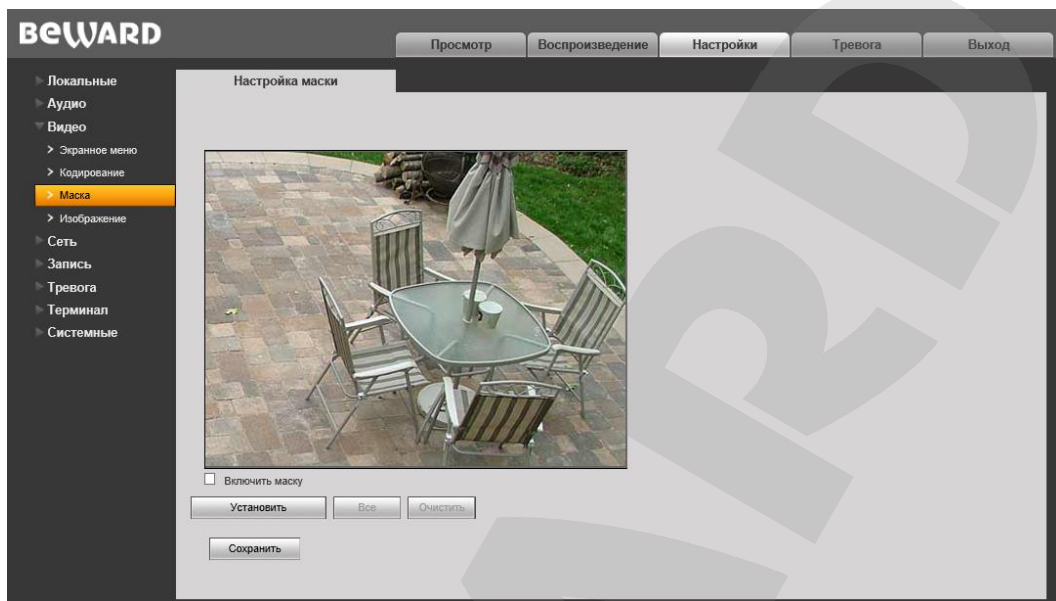 BEWARD
Просмотр Воспроизведение Настройки Тревога Выход
Локальные
Аудио
Видео
Экранное меню
Кодирование
Маска
Изображение
Сеть
Запись
Тревога
Терминал
Системные
Настройка маски
Включить маску
Установить Все Очистить
Сохранить